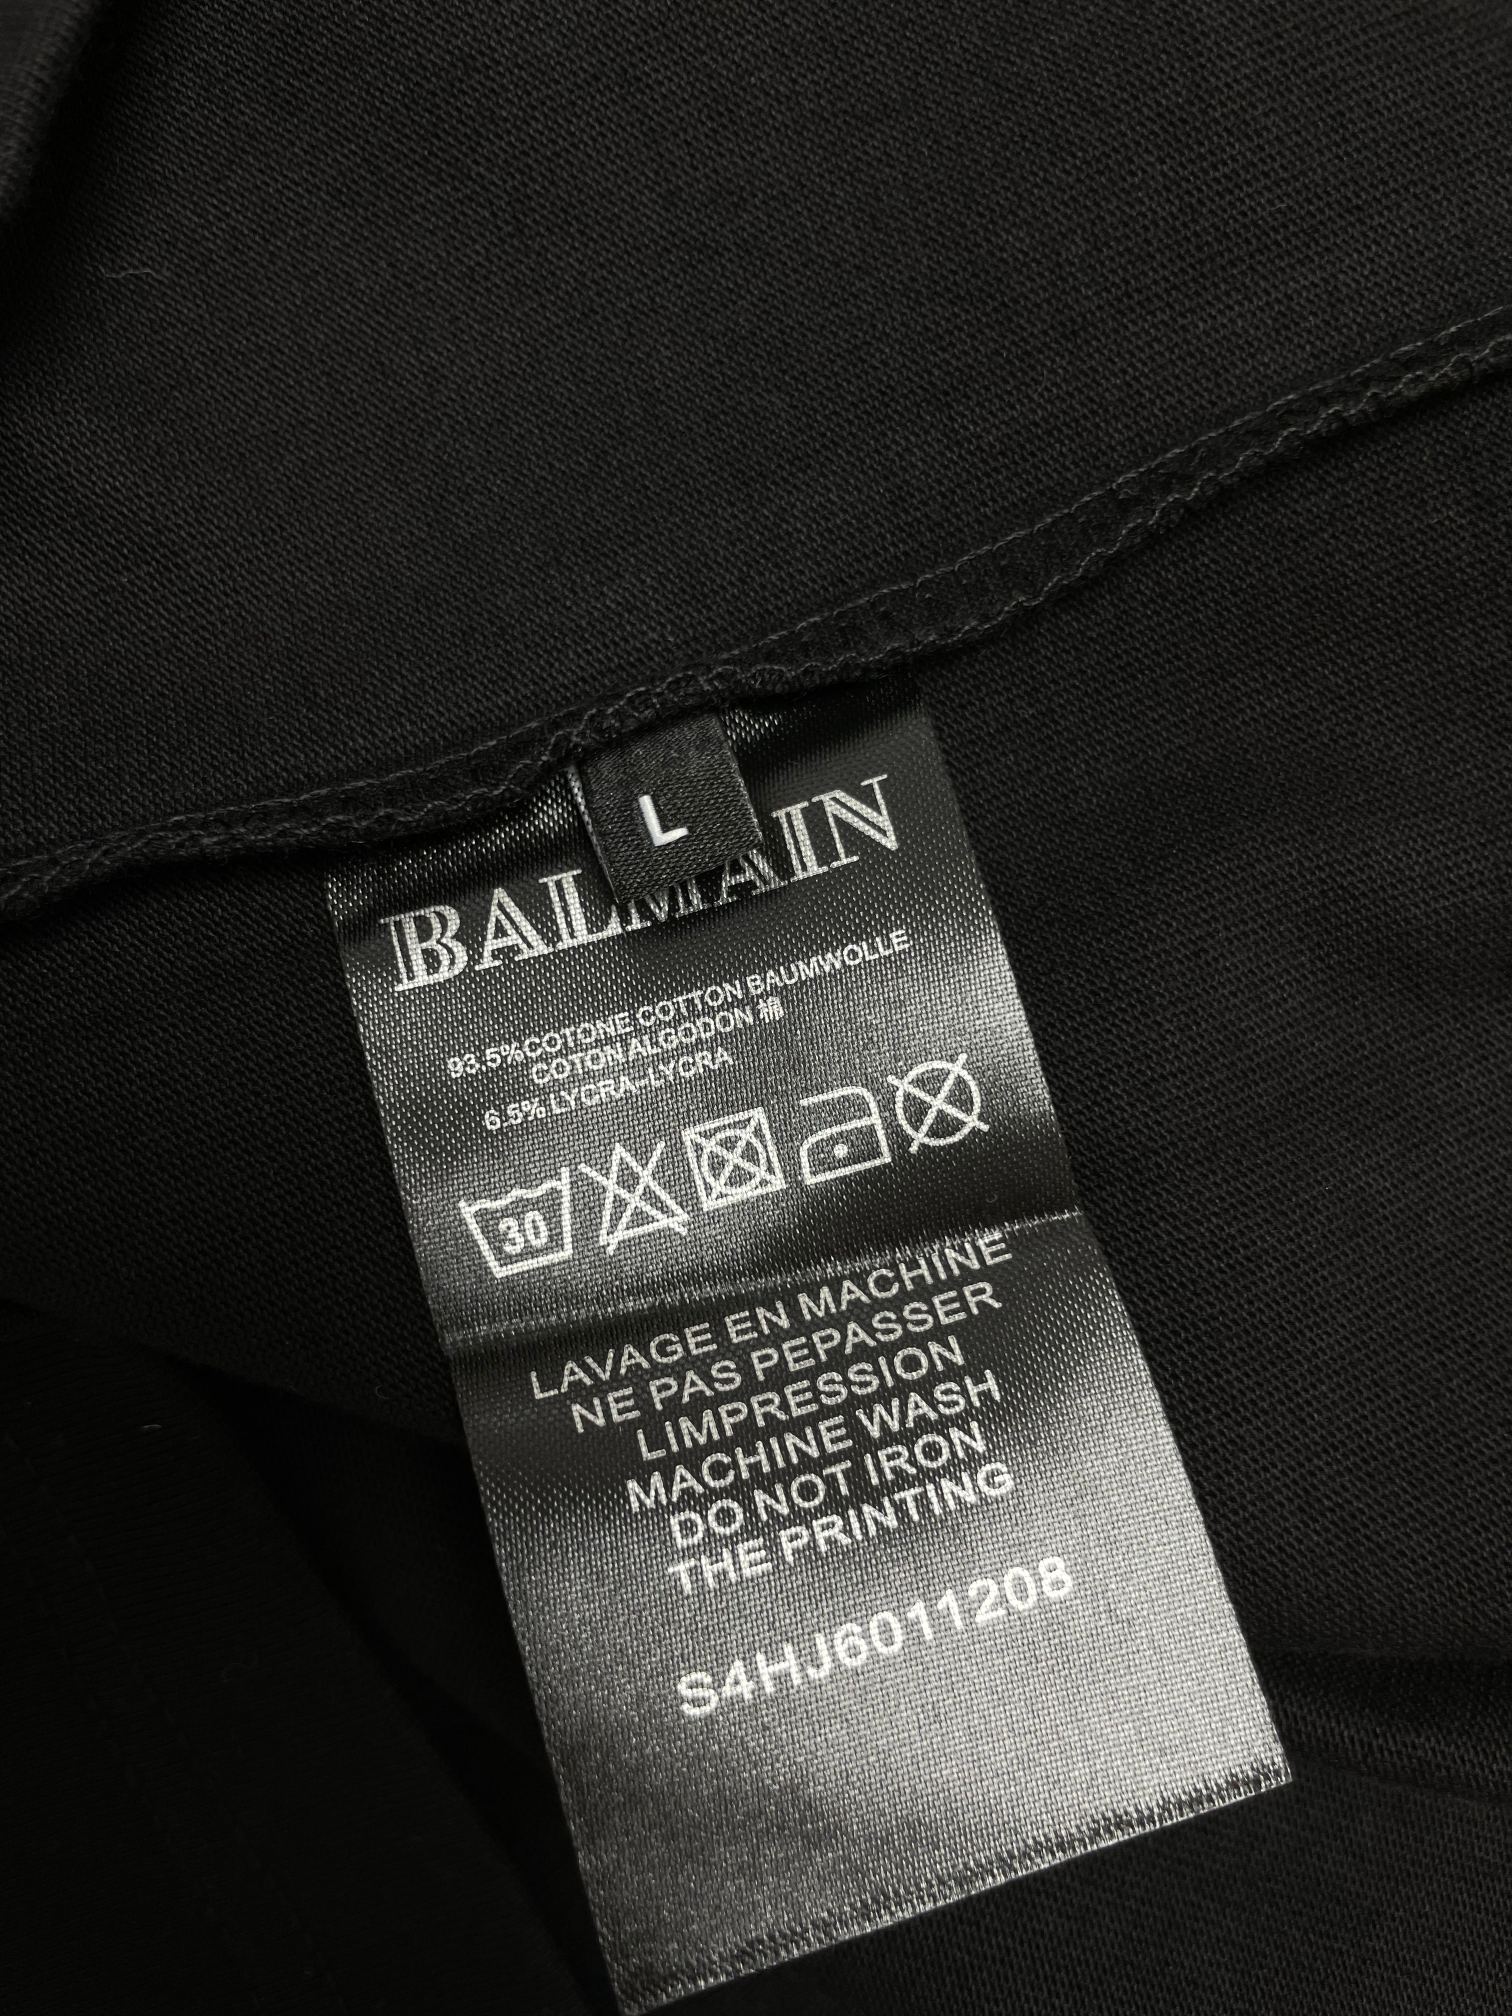 L
BALMAIN
93.5%COTONE COTTON BAUMWOLLE
COTON ALGODON 棉
6.5% LYCRA-LYCRA
30
LAVAGE EN MACHINE
NE PAS PEPASSER
LIMPRESSION
MACHINE WASH
DO NOT IRON
THE PRINTING
S4HJ6011208